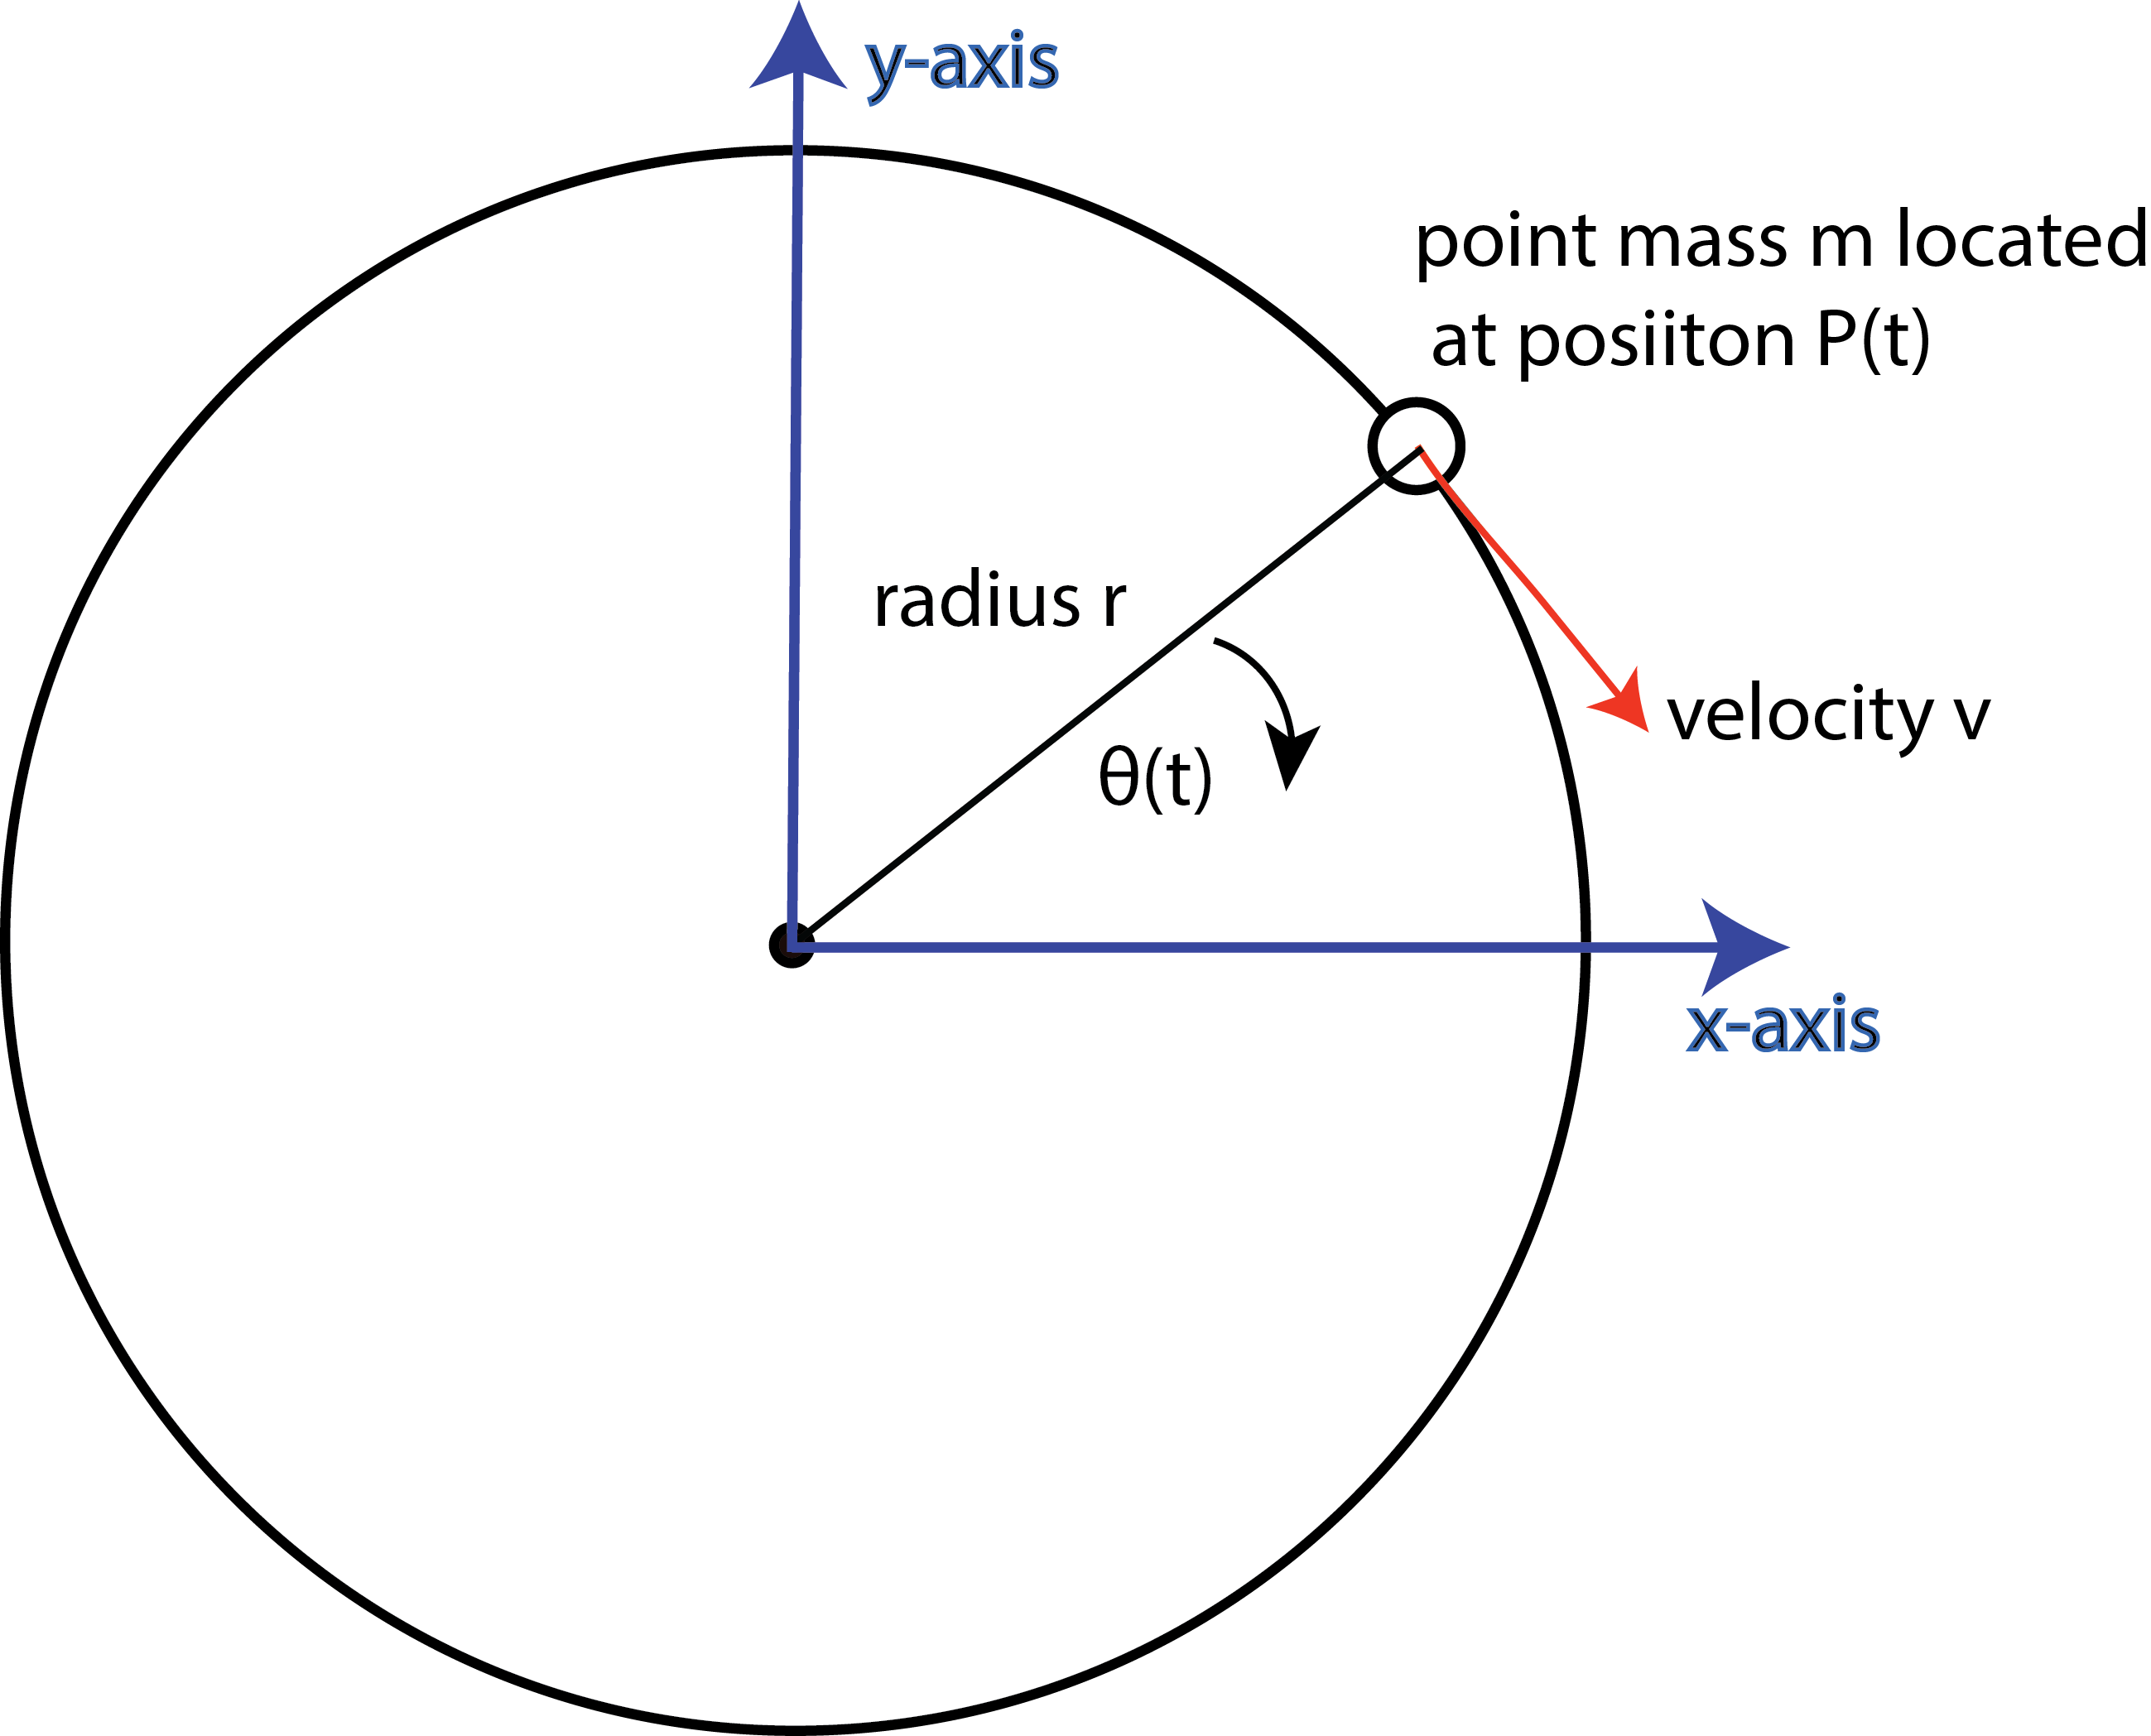 y-axis
point mass m located
at posiiton P(t)
radius r
velocity v
θ(t)
x-axis